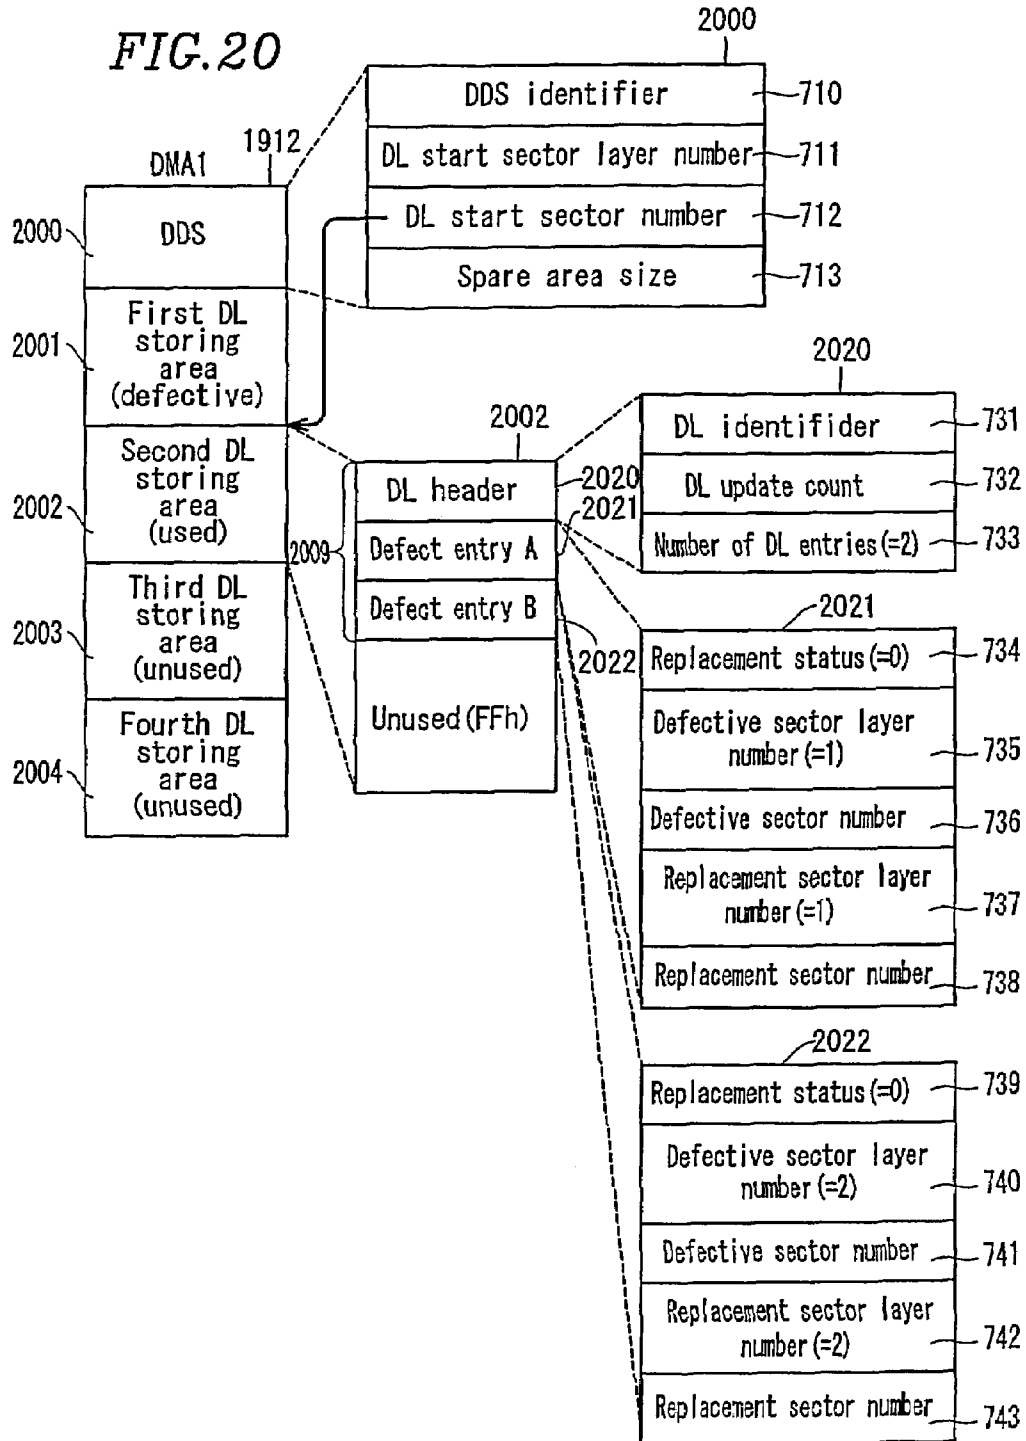 FIG.20
2000
DDS identifier
710
DL start sector layer number
711
DL start sector number
712
Spare area size
713
1912
DMA1
2000
DDS
2001
First DL
storing
area
(defective)
2002
Second DL
storing
area
(used)
2003
Third DL
storing
area
(unused)
2004
Fourth DL
storing
area
(unused)
2002
2009
DL header
2020
2021
Defect entry A
Defect entry B
2022
Unused(FFh)
2020
DL identifider
731
DL update count
732
Number of DL entries(=2)
733
2021
Replacement status(=0)
734
Defective sector layer
number(=1)
735
Defective sector number
736
Replacement sector layer
number(=1)
737
Replacement sector number
738
2022
Replacement status(=0)
739
Defective sector layer
number(=2)
740
Defective sector number
741
Replacement sector layer
number(=2)
742
Replacement sector number
743